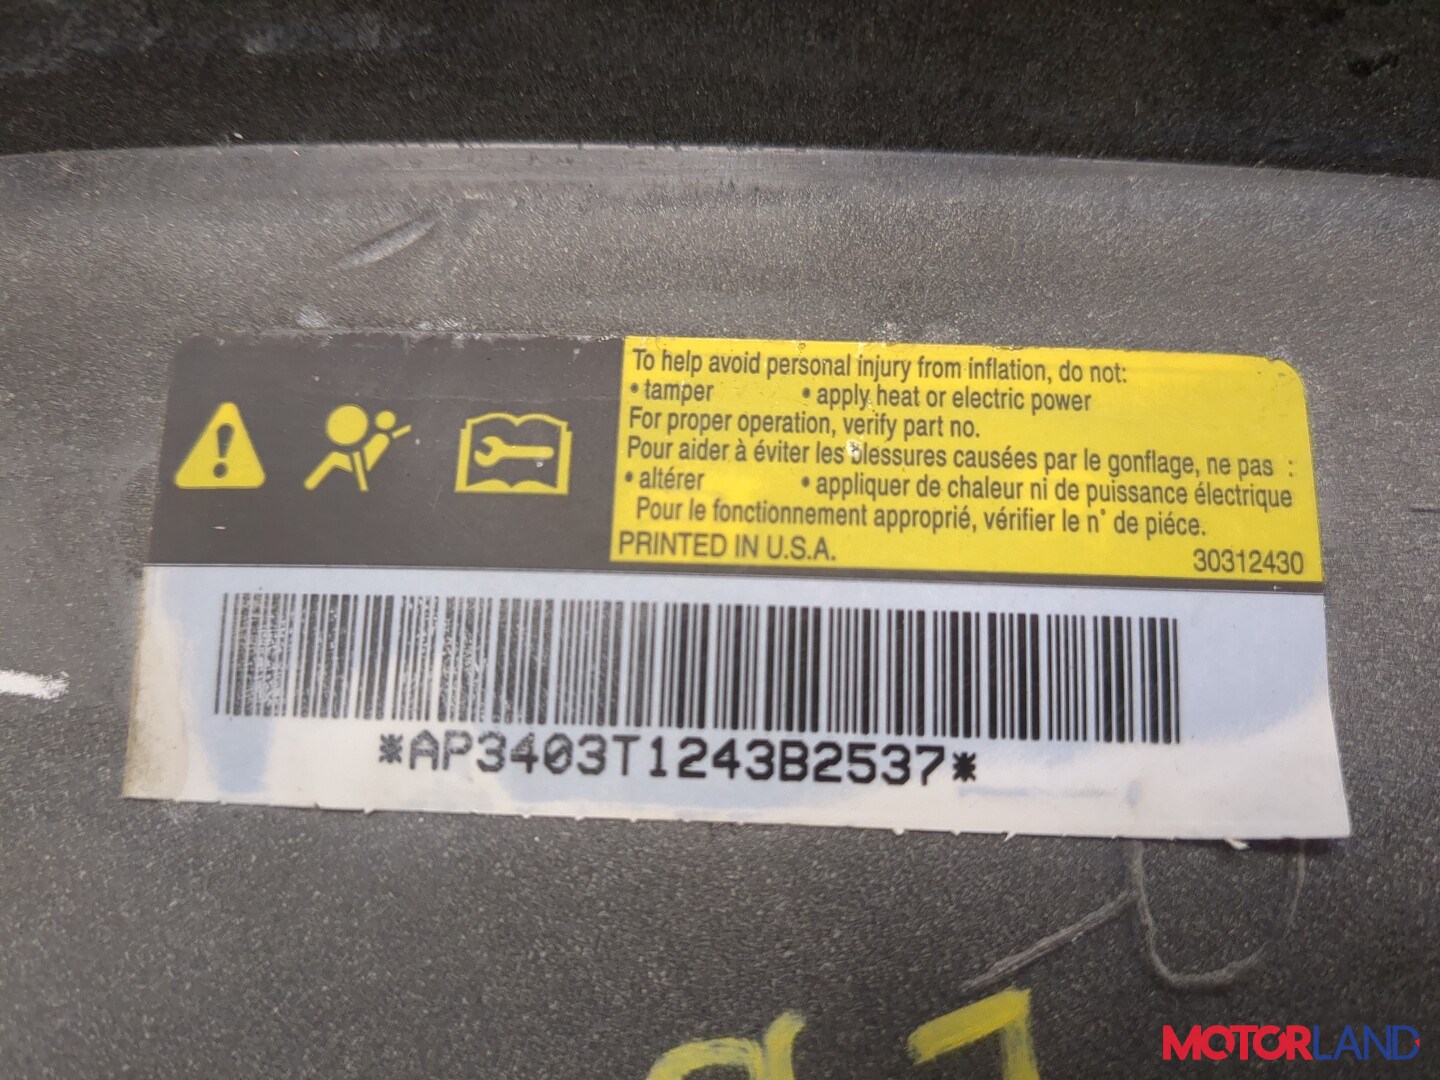 To help avoid personal injury from inflation, do not:
• tamper • apply heat or electric power
For proper operation, verify part no.
Pour aider à éviter les blessures causées par le gonflage, ne pas :
• altérer • appliquer de chaleur ni de puissance électrique
Pour le fonctionnement approprié, vérifier le n° de piéce.
PRINTED IN U.S.A. 30312430
*AP3403T1243B2537*
MOTORLAND